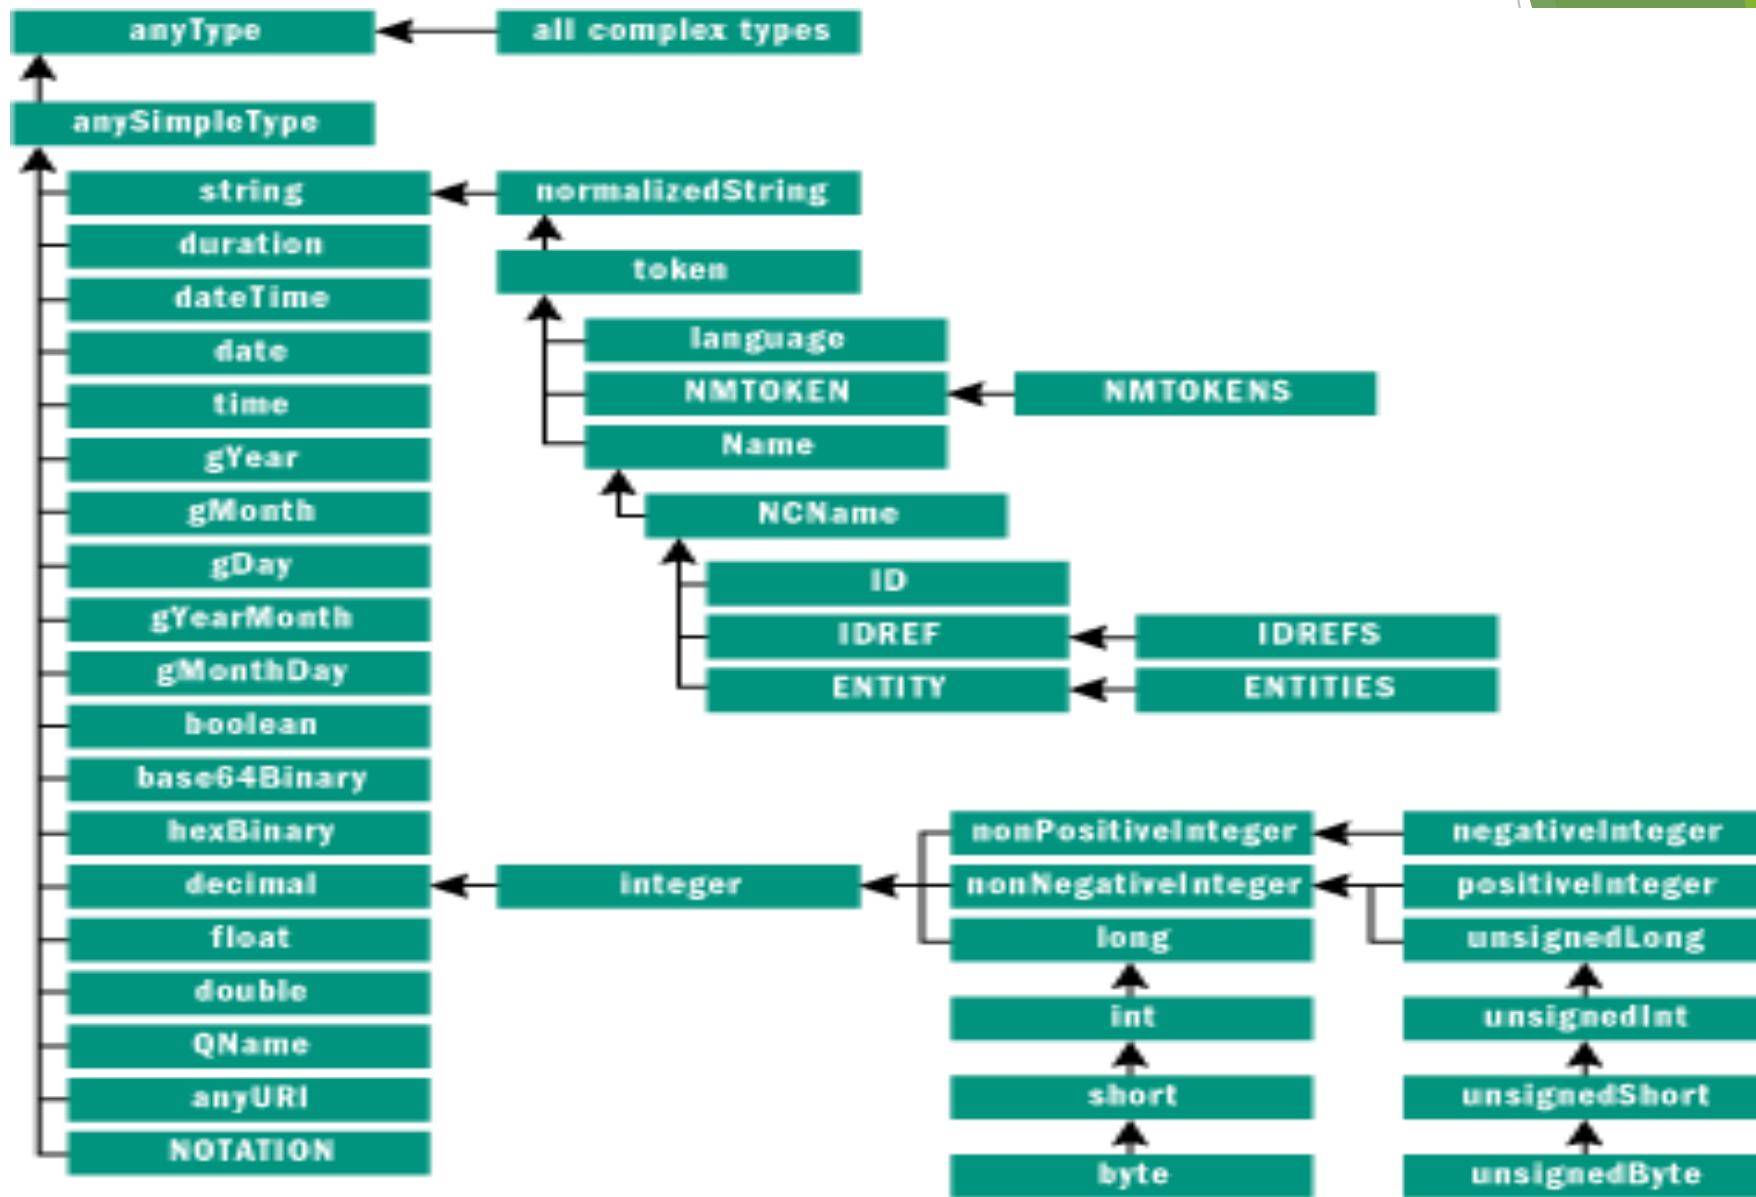 anyType
all complex types
anySimpleType
string
normalizedString
duration
token
dateTime
language
date
NMTOKEN
NMTOKENS
time
Name
gYear
gMonth
NCName
gDay
ID
gYearMonth
IDREF
IDREFS
gMonthDay
ENTITY
ENTITIES
boolean
base64Binary
hexBinary
nonPositiveInteger
negativeInteger
decimal
integer
nonNegativeInteger
positiveInteger
float
long
unsignedLong
double
int
unsignedInt
QName
anyURI
short
unsignedShort
NOTATION
byte
unsignedByte